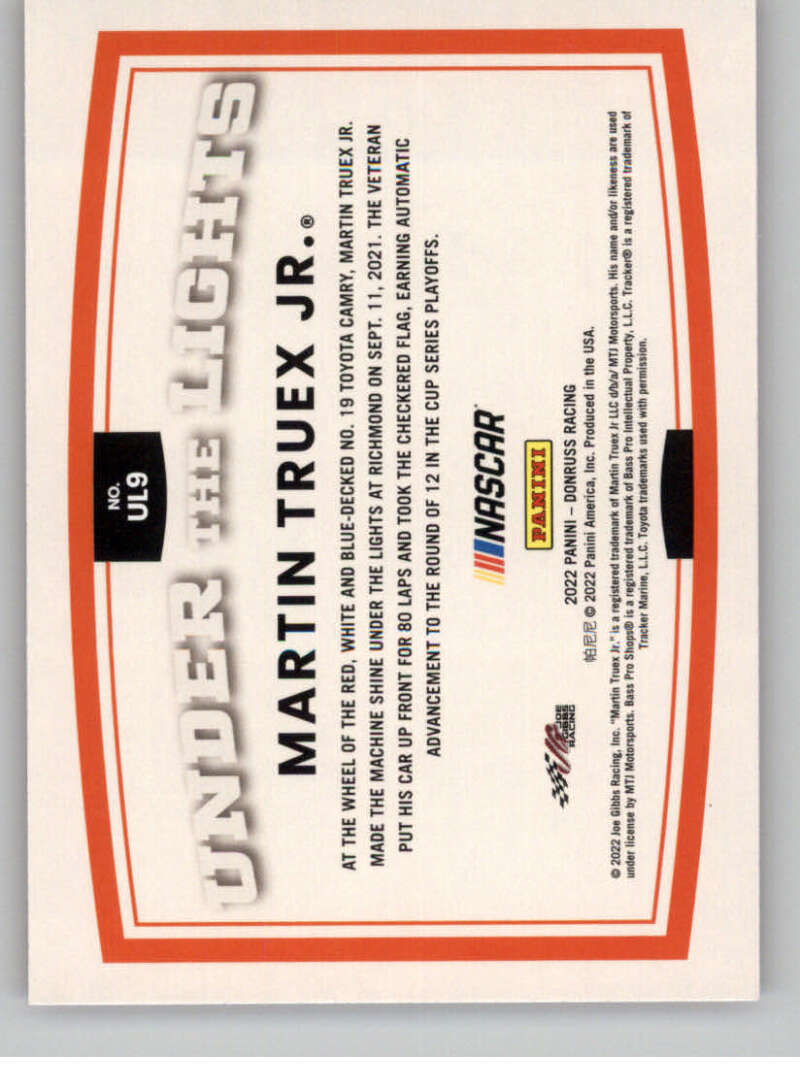 NO.
UL9
UNDER THE LIGHTS
MARTIN TRUEX JR.®
AT THE WHEEL OF THE RED, WHITE AND BLUE-DECKED NO. 19 TOYOTA CAMRY, MARTIN TRUEX JR.
MADE THE MACHINE SHINE UNDER THE LIGHTS AT RICHMOND ON SEPT. 11, 2021. THE VETERAN
PUT HIS CAR UP FRONT FOR 80 LAPS AND TOOK THE CHECKERED FLAG, EARNING AUTOMATIC
ADVANCEMENT TO THE ROUND OF 12 IN THE CUP SERIES PLAYOFFS.
NASCAR
PANINI
JOE
GIBBS
RACING
2022 PANINI – DONRUSS RACING
帕尼尼 © 2022 Panini America, Inc. Produced in the USA.
© 2022 Joe Gibbs Racing, Inc. "Martin Truex Jr." is a registered trademark of Martin Truex Jr LLC d/b/a/ MTJ Motorsports. His name and/or likeness are used
under license by MTJ Motorsports. Bass Pro Shops® is a registered trademark of Bass Pro Intellectual Property, L.L.C. Tracker® is a registered trademark of
Tracker Marine, L.L.C. Toyota trademarks used with permission.